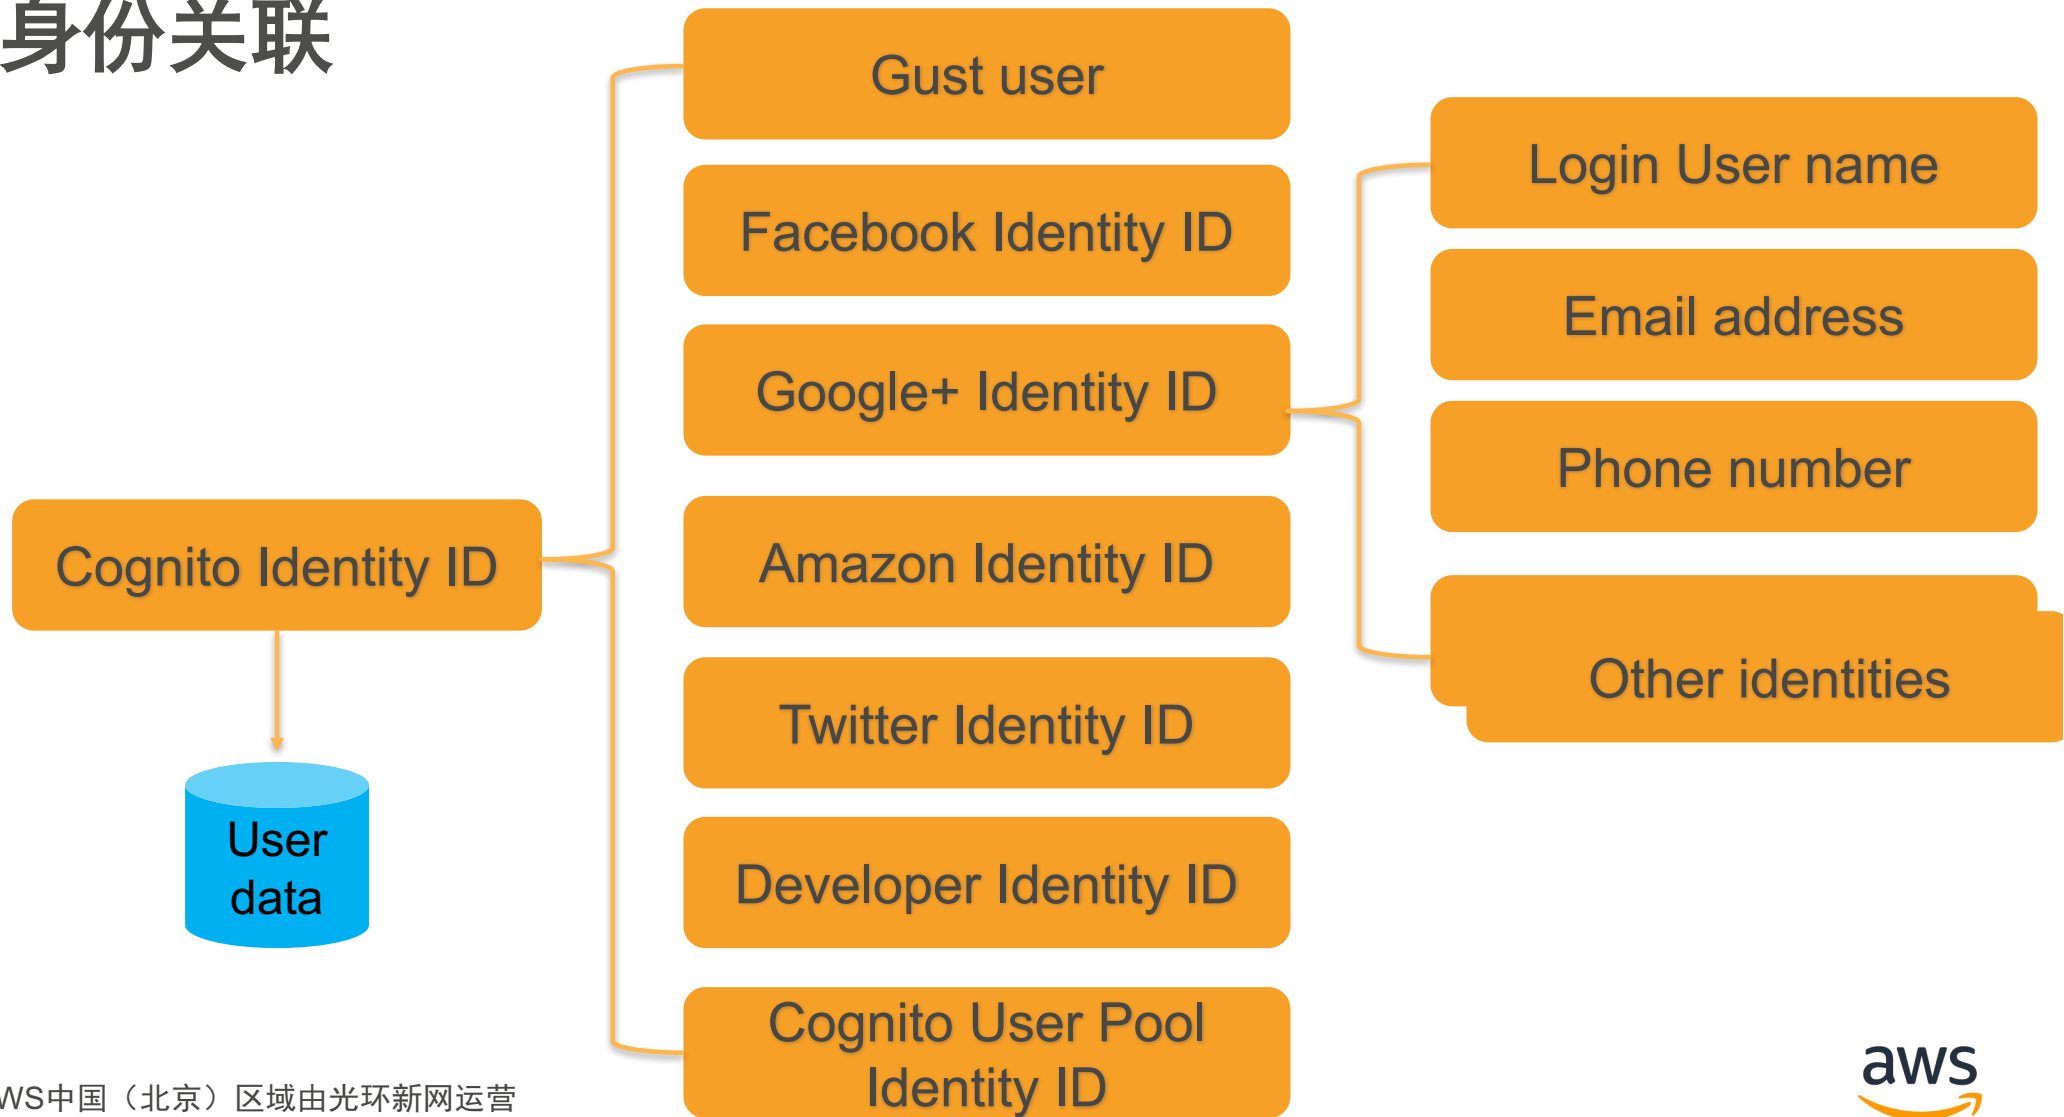 身份关联
Gust user
Facebook Identity ID
Google+ Identity ID
Amazon Identity ID
Twitter Identity ID
Developer Identity ID
Cognito User Pool
Identity ID
Login User name
Email address
Phone number
Other identities
Cognito Identity ID
User
data
WS中国（北京）区域由光环新网运营
aws